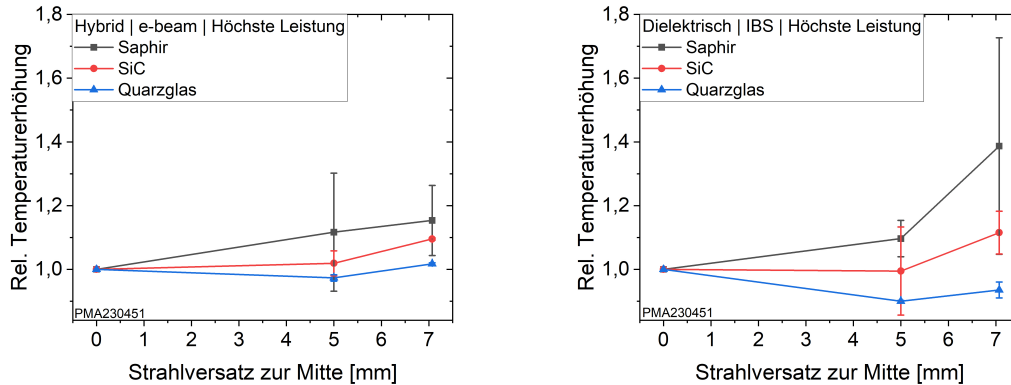 Hybrid | e-beam | Höchste Leistung
Saphir
SiC
Quarzglas
Rel. Temperaturerhöhung
1,8
1,6
1,4
1,2
1,0
PMA230451
0 1 2 3 4 5 6 7
Strahlversatz zur Mitte [mm]
Dielektrisch | IBS | Höchste Leistung
Saphir
SiC
Quarzglas
Rel. Temperaturerhöhung
1,8
1,6
1,4
1,2
1,0
PMA230451
0 1 2 3 4 5 6 7
Strahlversatz zur Mitte [mm]